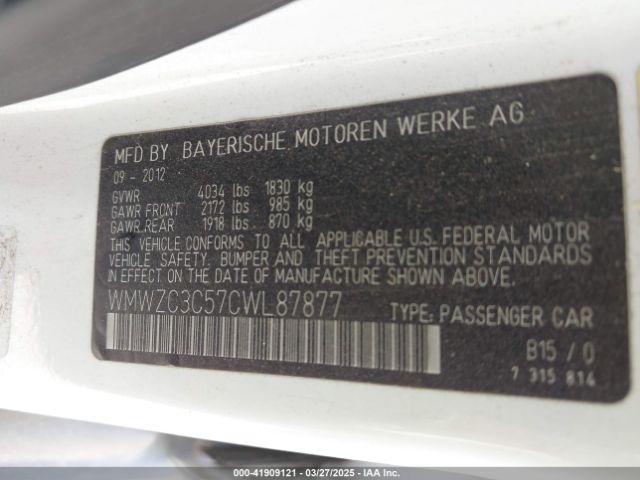 MFD BY BAYERISCHE MOTOREN WERKE AG
09 - 2012
GVWR 4034 lbs 1830 kg
GAWR FRONT 2172 lbs 985 kg
GAWR REAR 1918 lbs 870 kg
THIS VEHICLE CONFORMS TO ALL APPLICABLE U.S. FEDERAL MOTOR
VEHICLE SAFETY, BUMPER AND THEFT PREVENTION STANDARDS
IN EFFECT ON THE DATE OF MANUFACTURE SHOWN ABOVE.
WMWZC3C57CWL87877 TYPE: PASSENGER CAR
B15 / 0
7 315 814
000-41909121 - 03/27/2025 - IAA Inc.